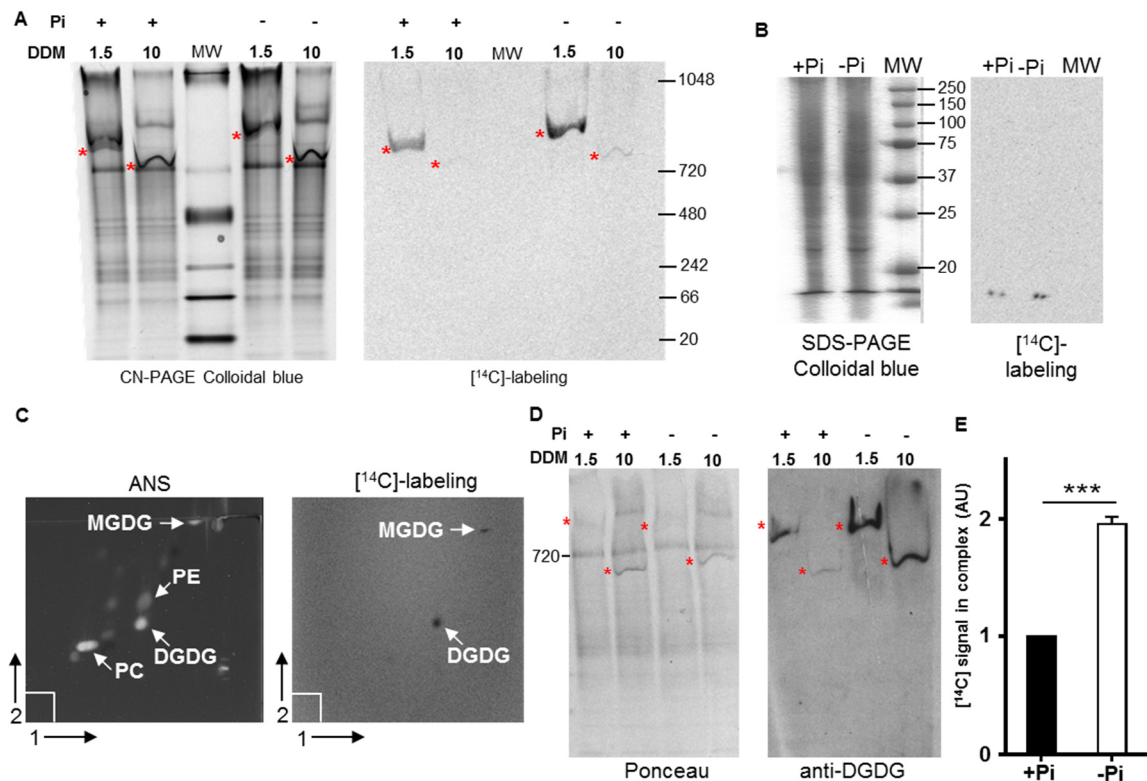 A
Pi + + - -
DDM 1.5 10 MW 1.5 10
* * * *
CN-PAGE Colloidal blue
+ + - -
1.5 10 MW 1.5 10
* * * *
1048
720
480
242
66
20
[¹⁴C]-labeling
B
+Pi -Pi MW
250
150
100
75
37
25
20
SDS-PAGE
Colloidal blue
+Pi -Pi MW
[¹⁴C]-
labeling
C
ANS
MGDG
PE
DGDG
PC
2
1
[¹⁴C]-labeling
MGDG
DGDG
2
1
D
Pi + + - -
DDM 1.5 10 1.5 10
* * * *
720
Ponceau
+ + - -
1.5 10 1.5 10
* * * *
anti-DGDG
E
[¹⁴C] signal in complex (AU)
***
2
1
0
+Pi -Pi